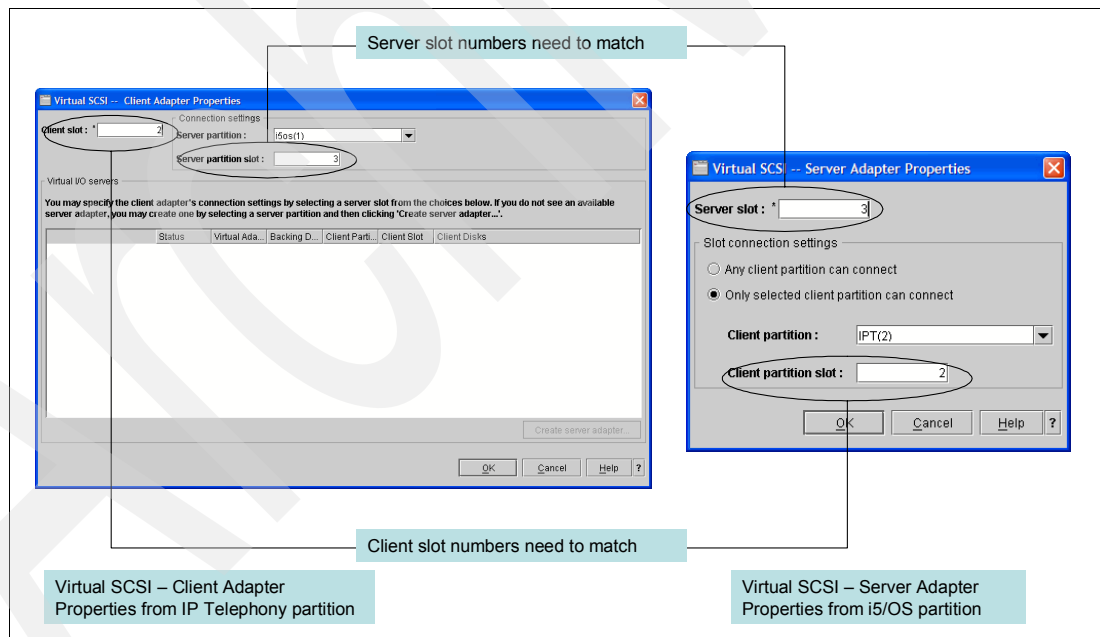 Server slot numbers need to match
Virtual SCSI -- Client Adapter Properties
Client slot : * 2
Connection settings
Server partition : i5os(1)
Server partition slot : 3
Virtual I/O servers
You may specify the client adapter's connection settings by selecting a server slot from the choices below. If you do not see an available
server adapter, you may create one by selecting a server partition and then clicking 'Create server adapter...'.
Status Virtual Ada... Backing D... Client Parti... Client Slot Client Disks
Create server adapter...
OK Cancel Help ?
Virtual SCSI -- Server Adapter Properties
Server slot : * 3
Slot connection settings
Any client partition can connect
Only selected client partition can connect
Client partition : IPT(2)
Client partition slot : 2
OK Cancel Help ?
Client slot numbers need to match
Virtual SCSI – Client Adapter
Properties from IP Telephony partition
Virtual SCSI – Server Adapter
Properties from i5/OS partition